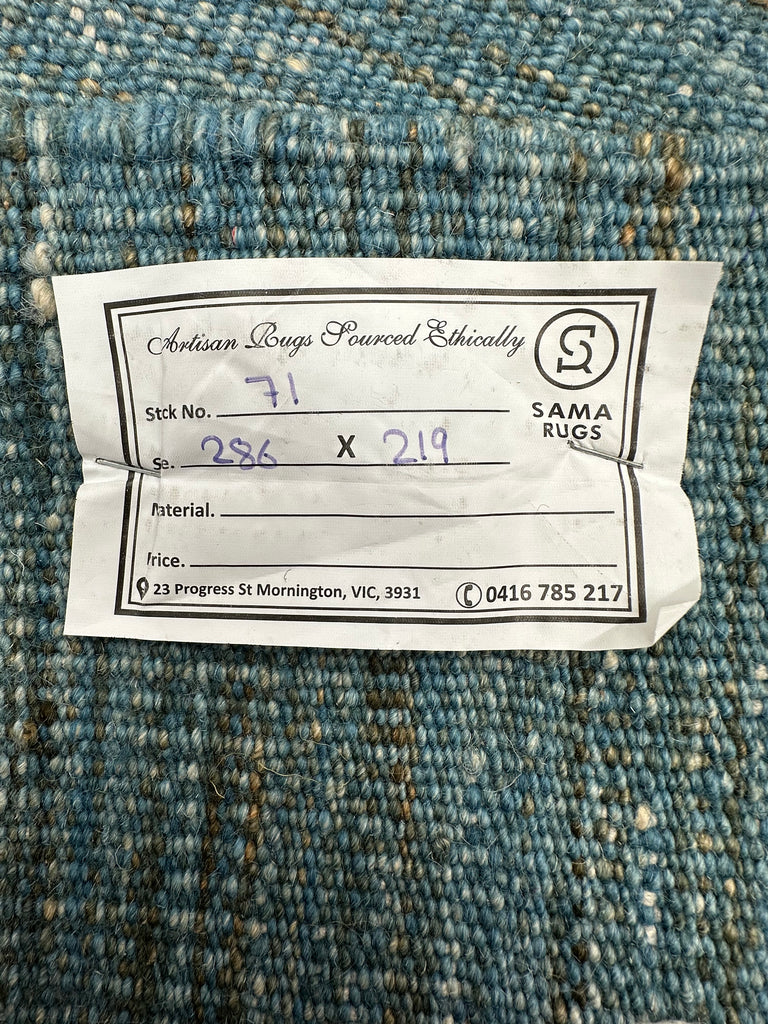 Artisan Rugs Sourced Ethically
SAMA
RUGS
Stck No. 71
Se. 286 X 219
Material.
rice.
23 Progress St Mornington, VIC, 3931
0416 785 217